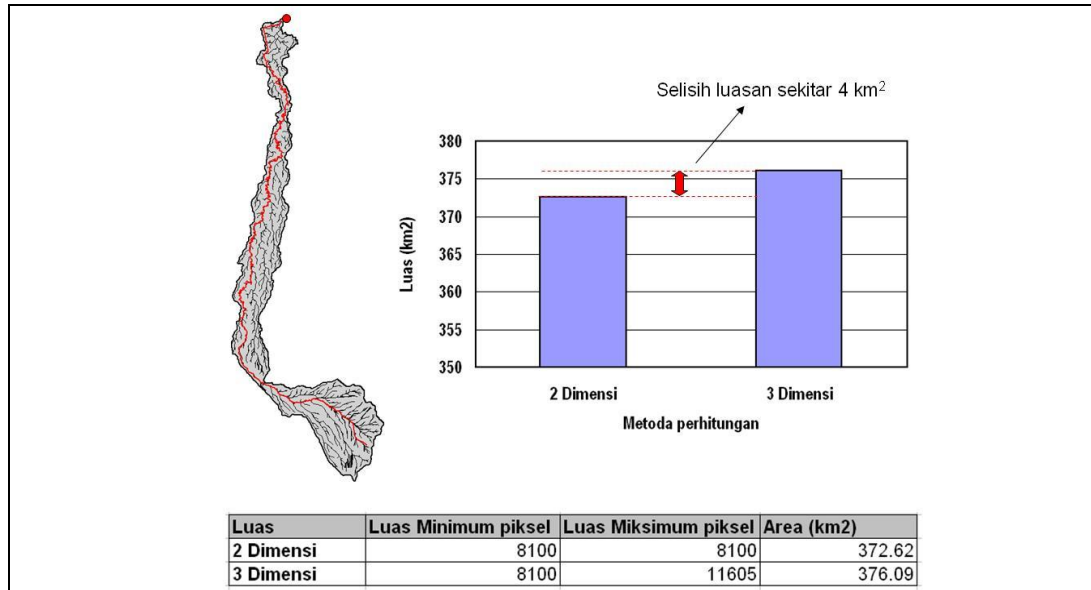 Selisih luasan sekitar 4 km²
380
375
370
365
360
355
350
Luas (km2)
2 Dimensi 3 Dimensi
Metoda perhitungan
Luas Luas Minimum piksel Luas Miksimum piksel Area (km2)
2 Dimensi 8100 8100 372.62
3 Dimensi 8100 11605 376.09